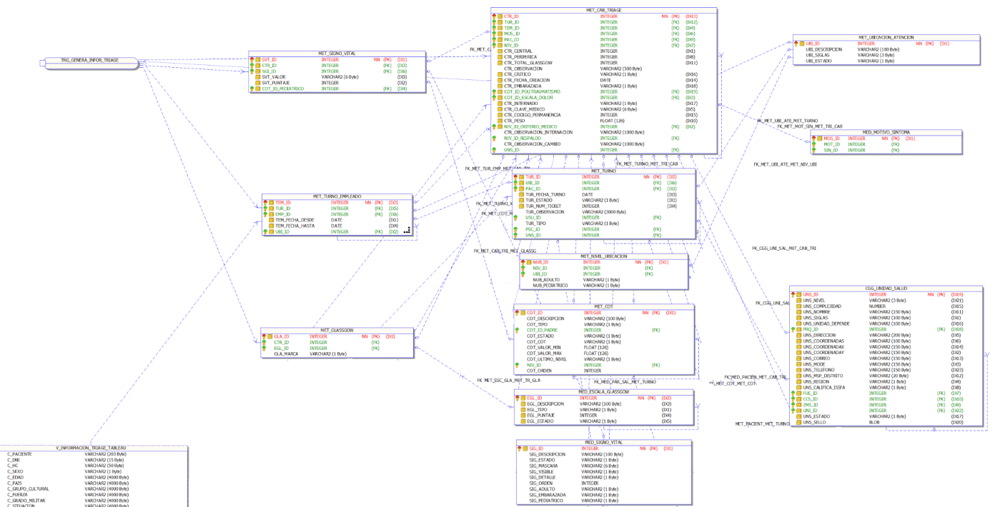 TRG_GENERA_INFOR_TRIAGE
MET_SIGNO_VITAL
SVT_ID INTEGER NN (PK) (IX1)
CTR_ID INTEGER (FK) (IX3)
SGI_ID INTEGER (FK) (IX6)
SVT_VALOR VARCHAR2 (6 Byte) (IX5)
SVT_PUNTAJE INTEGER (IX2)
COT_ID_PEDIATRICO INTEGER (FK) (IX4)
MET_CAB_TRIAGE
CTR_ID INTEGER NN (PK) (IX13)
TUR_ID INTEGER (FK) (IX12)
TEM_ID INTEGER (FK) (IX4)
MOS_ID INTEGER (FK) (IX6)
PAC_ID INTEGER (FK) (IX9)
NIV_ID INTEGER (FK) (IX7)
CTR_CENTRAL INTEGER (IX1)
CTR_PERIFERICA INTEGER (IX8)
CTR_TOTAL_GLASSGOW INTEGER (IX11)
CTR_OBSERVACION VARCHAR2 (500 Byte)
CTR_CRITICO VARCHAR2 (1 Byte) (IX16)
CTR_FECHA_CREACION DATE (IX14)
CTR_EMBARAZADA VARCHAR2 (1 Byte) (IX18)
COT_ID_POLITRAUMATISMO INTEGER (FK) (IX19)
COT_ID_ESCALA_DOLOR INTEGER (FK) (IX3)
CTR_INTERNADO VARCHAR2 (1 Byte) (IX17)
CTR_CLAVE_MEDICO VARCHAR2 (6 Byte) (IX5)
CTR_CODIGO_PERMANENCIA INTEGER (IX15)
CTR_PESO FLOAT (126) (IX10)
NIV_ID_CRITERIO_MEDICO INTEGER (FK) (IX2)
CTR_OBSERVACION_INTERNACION VARCHAR2 (1000 Byte)
NIV_ID_RESPALDO INTEGER (FK)
CTR_OBSERVACION_CAMBIO VARCHAR2 (1000 Byte)
UNS_ID INTEGER (FK)
MET_UBICACION_ATENCION
UBI_ID INTEGER NN (PK) (IX1)
UBI_DESCRIPCION VARCHAR2 (100 Byte)
UBI_SIGLAS VARCHAR2 (3 Byte)
UBI_ESTADO VARCHAR2 (1 Byte)
FK_MET_UBI_ATE_MET_TURNO
FK_MET_MOT_SIN_MET_TRI_CAB
MED_MOTIVO_SINTOMA
MOS_ID INTEGER NN (PK) (IX1)
MOT_ID INTEGER (FK)
SIN_ID INTEGER (FK)
FK_MET_UBI_ATE_MET_NIV_UBI
FK_MET_TURNO_MET_TRI_CAB
MET_TURNO
TUR_ID INTEGER NN (PK) (IX5)
UBI_ID INTEGER (FK) (IX6)
PAC_ID INTEGER (FK) (IX2)
TUR_FECHA_TURNO DATE (IX3)
TUR_ESTADO VARCHAR2 (1 Byte) (IX1)
TUR_NUM_TICKET INTEGER (IX4)
TUR_OBSERVACION VARCHAR2 (3000 Byte)
USU_ID INTEGER (FK)
TUR_TIPO VARCHAR2 (1 Byte)
PSC_ID INTEGER (FK)
UNS_ID INTEGER (FK)
MET_TURNO_EMPLEADO
TEM_ID INTEGER NN (PK) (IX3)
TUR_ID INTEGER (FK) (IX5)
EMP_ID INTEGER (FK) (IX6)
TEM_FECHA_DESDE DATE (IX1)
TEM_FECHA_HASTA DATE (IX4)
UBI_ID INTEGER (FK) (IX2)
FK_MET_CAB_TRI_MET_GLASSG
FK_CGG_UNI_SAL_MET_CAB_TRI
MET_NIVEL_UBICACION
NUB_ID INTEGER NN (PK) (IX1)
NIV_ID INTEGER (FK)
UBI_ID INTEGER (FK)
NUB_ADULTO VARCHAR2 (1 Byte)
NUB_PEDIATRICO VARCHAR2 (1 Byte)
MET_COT
COT_ID INTEGER NN (PK) (IX1)
COT_DESCRIPCION VARCHAR2 (100 Byte)
COT_TIPO VARCHAR2 (1 Byte)
COT_ID_PADRE INTEGER (FK)
COT_ESTADO VARCHAR2 (1 Byte)
COT_COT VARCHAR2 (1 Byte)
COT_VALOR_MIN FLOAT (126)
COT_VALOR_MAX FLOAT (126)
COT_ULTIMO_NIVEL VARCHAR2 (1 Byte)
NIV_ID INTEGER (FK)
COT_ORDEN INTEGER
CGG_UNIDAD_SALUD
UNS_ID INTEGER NN (PK) (IX19)
UNS_NIVEL VARCHAR2 (3 Byte) (IX21)
UNS_COMPLEJIDAD NUMBER (IX15)
UNS_NOMBRE VARCHAR2 (150 Byte) (IX11)
UNS_SIGLAS VARCHAR2 (100 Byte) (IX1)
UNS_UNIDAD_DEPENDE VARCHAR2 (100 Byte) (IX16)
PRQ_ID INTEGER (FK) (IX18)
UNS_DIRECCION VARCHAR2 (200 Byte) (IX5)
UNS_COORDENADAS VARCHAR2 (100 Byte) (IX6)
UNS_COORDENADAX VARCHAR2 (150 Byte) (IX14)
UNS_COORDENADAY VARCHAR2 (150 Byte) (IX2)
UNS_CORREO VARCHAR2 (150 Byte) (IX13)
UNS_MODE VARCHAR2 (150 Byte) (IX3)
UNS_TELEFONO VARCHAR2 (150 Byte) (IX23)
UNS_MSP_DISTRITO VARCHAR2 (20 Byte) (IX12)
UNS_REGION VARCHAR2 (1 Byte) (IX4)
UNS_CALIFICA_ISSFA VARCHAR2 (1 Byte) (IX8)
FUE_ID INTEGER (FK) (IX7)
CCS_ID INTEGER (FK) (IX10)
ZMS_ID INTEGER (FK) (IX9)
UNI_ID INTEGER (FK) (IX22)
UNS_ESTADO VARCHAR2 (1 Byte) (IX17)
UNS_SELLO BLOB (IX20)
MET_GLASSGOW
GLA_ID INTEGER NN (PK) (IX1)
CTR_ID INTEGER (FK)
EGL_ID INTEGER (FK)
GLA_MARCA VARCHAR2 (1 Byte)
FK_MET_ESC_GLA_MET_TR_GLA
FK_MED_PAR_SAL_MET_TURNO
FK_MED_PACIEN_MET_CAB_TRI
MET_PACIENT_MET_TURNO
MED_ESCALA_GLASSGOW
EGL_ID INTEGER NN (PK) (IX2)
EGL_DESCRIPCION VARCHAR2 (100 Byte) (IX3)
EGL_TIPO VARCHAR2 (1 Byte) (IX1)
EGL_PUNTAJE INTEGER (IX4)
EGL_ESTADO VARCHAR2 (1 Byte) (IX5)
MED_SIGNO_VITAL
SIG_ID INTEGER NN (PK) (IX1)
SIG_DESCRIPCION VARCHAR2 (100 Byte)
SIG_ESTADO VARCHAR2 (1 Byte)
SIG_MASCARA VARCHAR2 (6 Byte)
SIG_VISIBLE VARCHAR2 (1 Byte)
SIG_DETALLE VARCHAR2 (1 Byte)
SIG_ORDEN INTEGER
SIG_ADULTO VARCHAR2 (1 Byte)
SIG_EMBARAZADA VARCHAR2 (1 Byte)
SIG_PEDIATRICO VARCHAR2 (1 Byte)
V_INFORMACION_TRIAGE_TABLEAU
C_PACIENTE VARCHAR2 (203 Byte)
C_DNI VARCHAR2 (15 Byte)
C_HC VARCHAR2 (50 Byte)
C_SEXO VARCHAR2 (1 Byte)
C_EDAD VARCHAR2 (4000 Byte)
C_PAIS VARCHAR2 (4000 Byte)
C_GRUPO_CULTURAL VARCHAR2 (4000 Byte)
C_FUERZA VARCHAR2 (4000 Byte)
C_GRADO_MILITAR VARCHAR2 (4000 Byte)
C_SITUACION VARCHAR2 (4000 Byte)